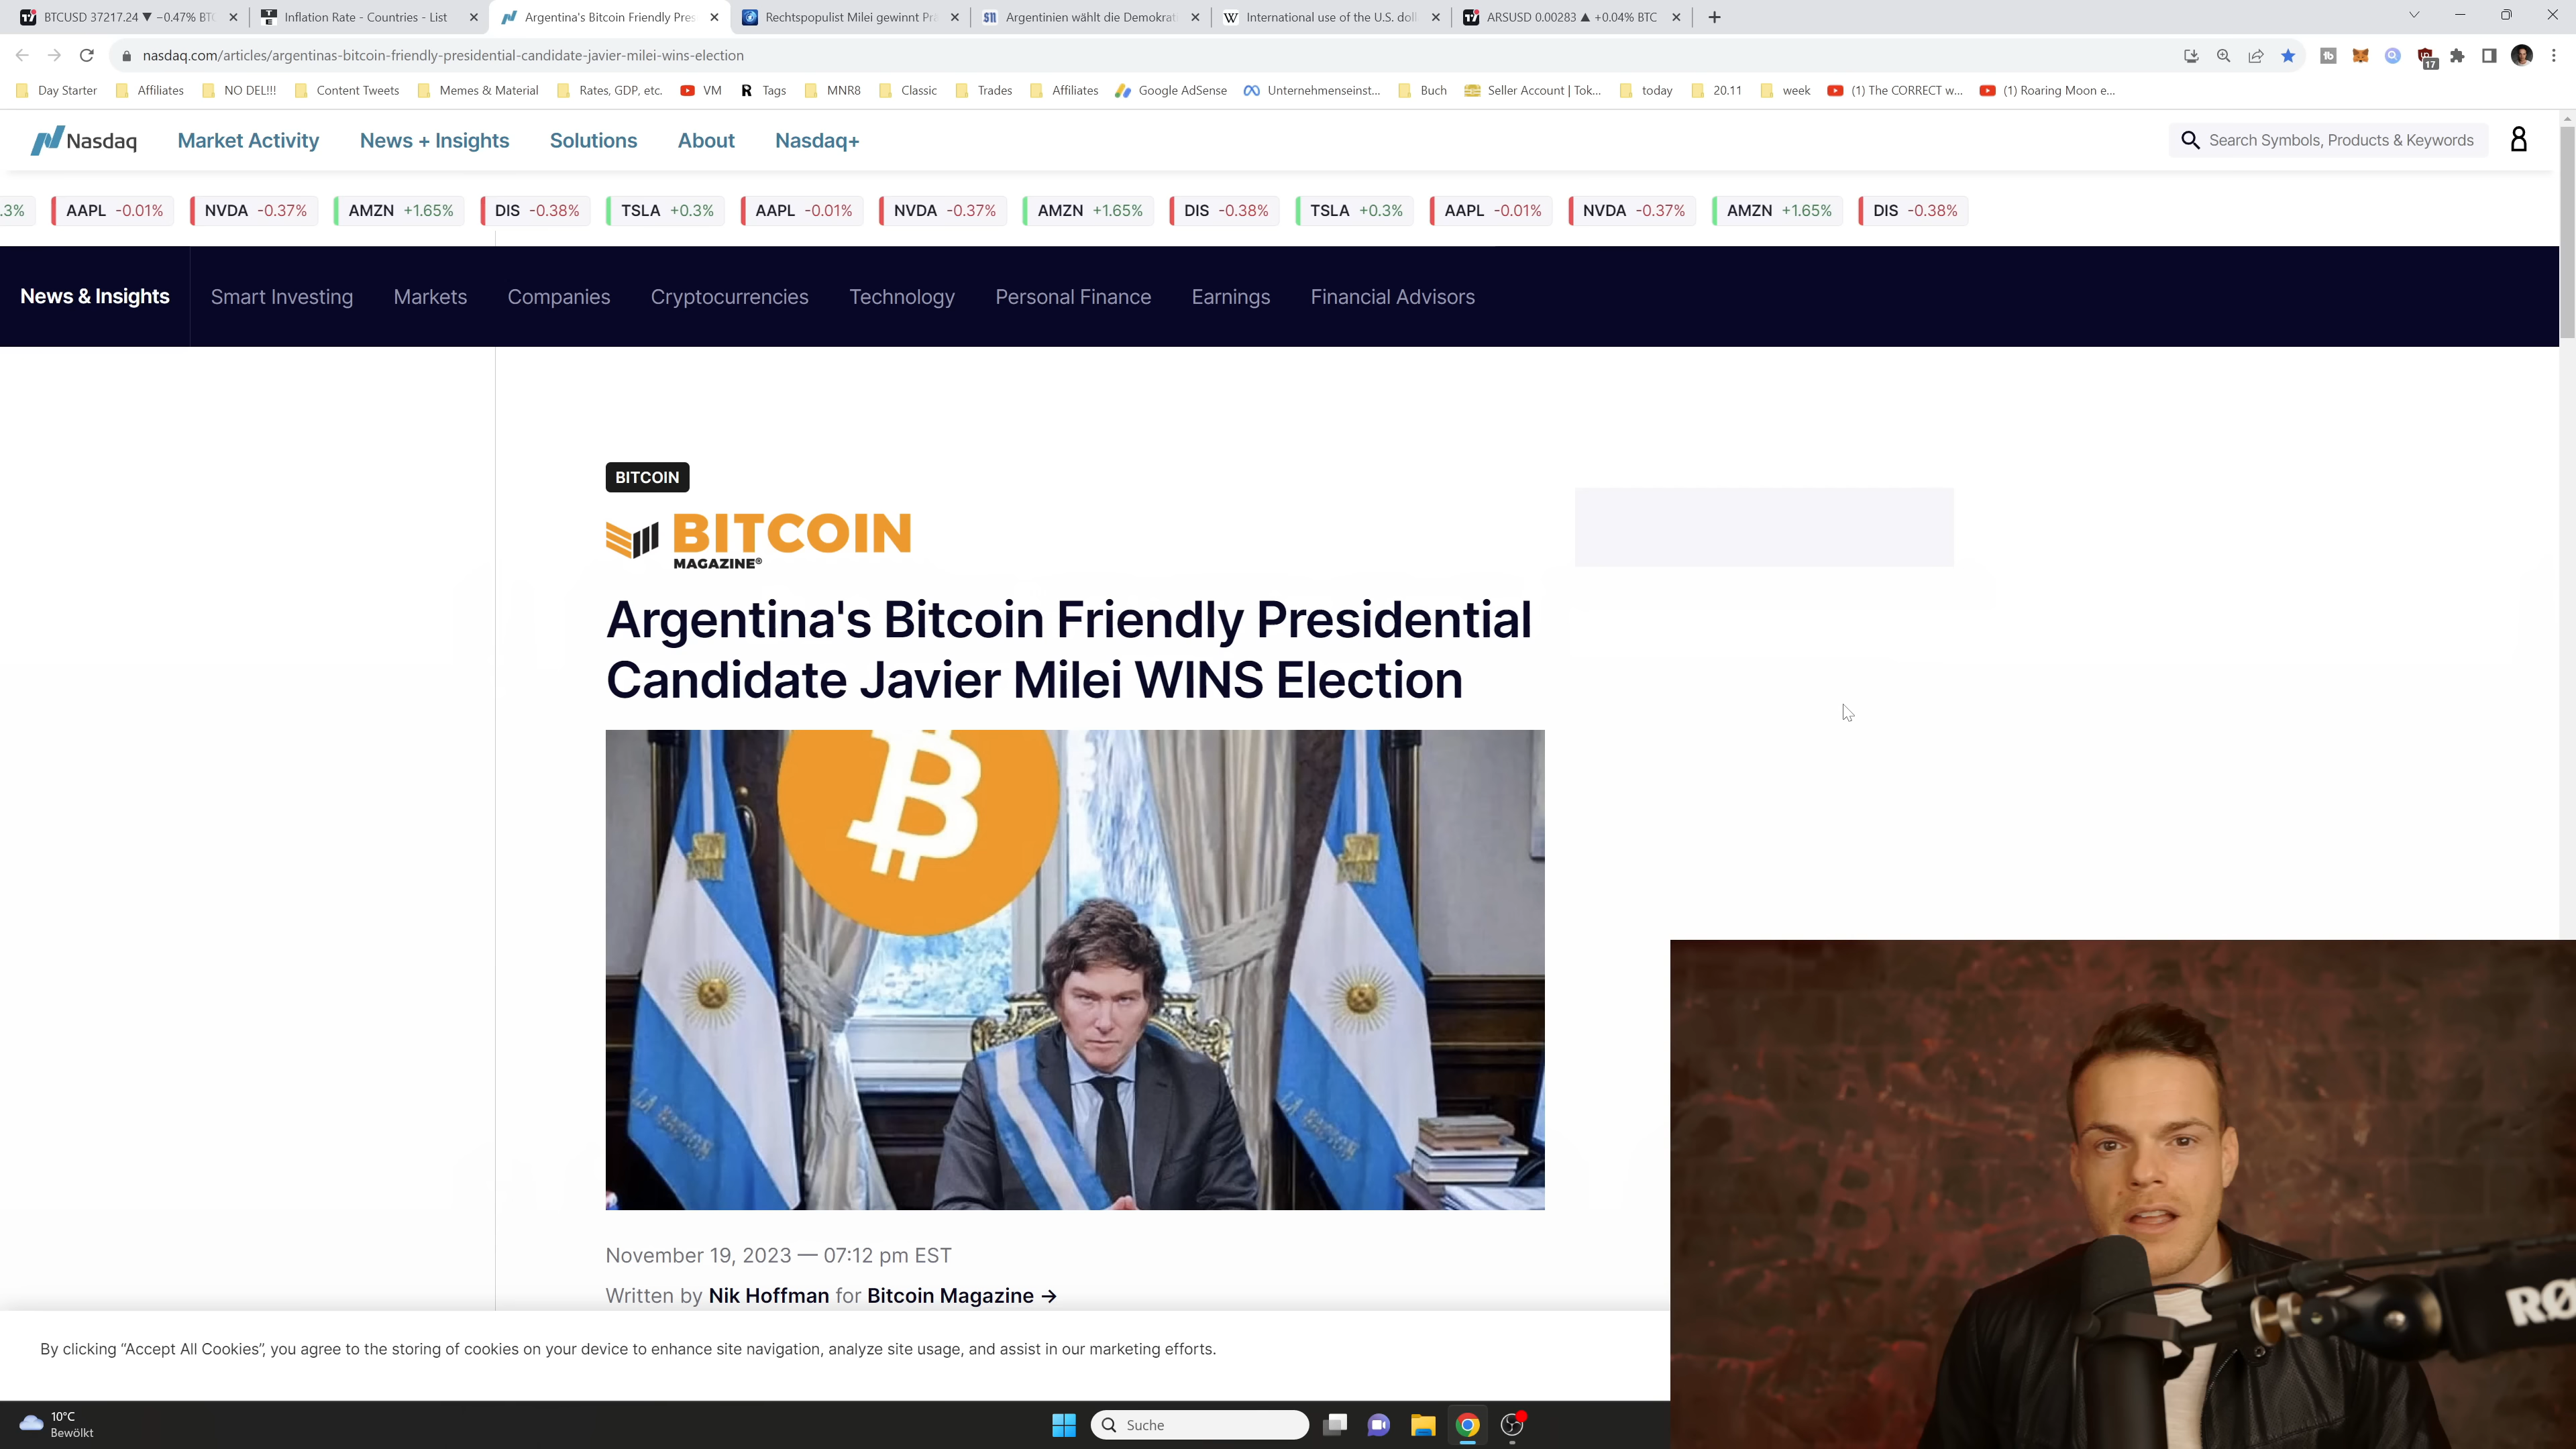 BTCUSD 37217.24 ▼ −0.47% BTC
Inflation Rate - Countries - List
Argentina's Bitcoin Friendly Pres
Rechtspopulist Milei gewinnt Prä
Argentinien wählt die Demokrat
International use of the U.S. doll
ARSUSD 0.00283 ▲ +0.04% BTC
nasdaq.com/articles/argentinas-bitcoin-friendly-presidential-candidate-javier-milei-wins-election
17
Day Starter
Affiliates
NO DEL!!!
Content Tweets
Memes & Material
Rates, GDP, etc.
VM
R Tags
MNR8
Classic
Trades
Affiliates
Google AdSense
Unternehmenseinst...
Buch
Seller Account | Tok...
today
20.11
week
(1) The CORRECT w...
(1) Roaring Moon e...
Nasdaq
Market Activity
News + Insights
Solutions
About
Nasdaq+
Search Symbols, Products & Keywords
.3%
AAPL -0.01%
NVDA -0.37%
AMZN +1.65%
DIS -0.38%
TSLA +0.3%
AAPL -0.01%
NVDA -0.37%
AMZN +1.65%
DIS -0.38%
TSLA +0.3%
AAPL -0.01%
NVDA -0.37%
AMZN +1.65%
DIS -0.38%
News & Insights
Smart Investing
Markets
Companies
Cryptocurrencies
Technology
Personal Finance
Earnings
Financial Advisors
BITCOIN
BITCOIN
MAGAZINE®
Argentina's Bitcoin Friendly Presidential
Candidate Javier Milei WINS Election
November 19, 2023 — 07:12 pm EST
Written by Nik Hoffman for Bitcoin Magazine →
By clicking “Accept All Cookies”, you agree to the storing of cookies on your device to enhance site navigation, analyze site usage, and assist in our marketing efforts.
RØ
10°C
Bewölkt
Suche